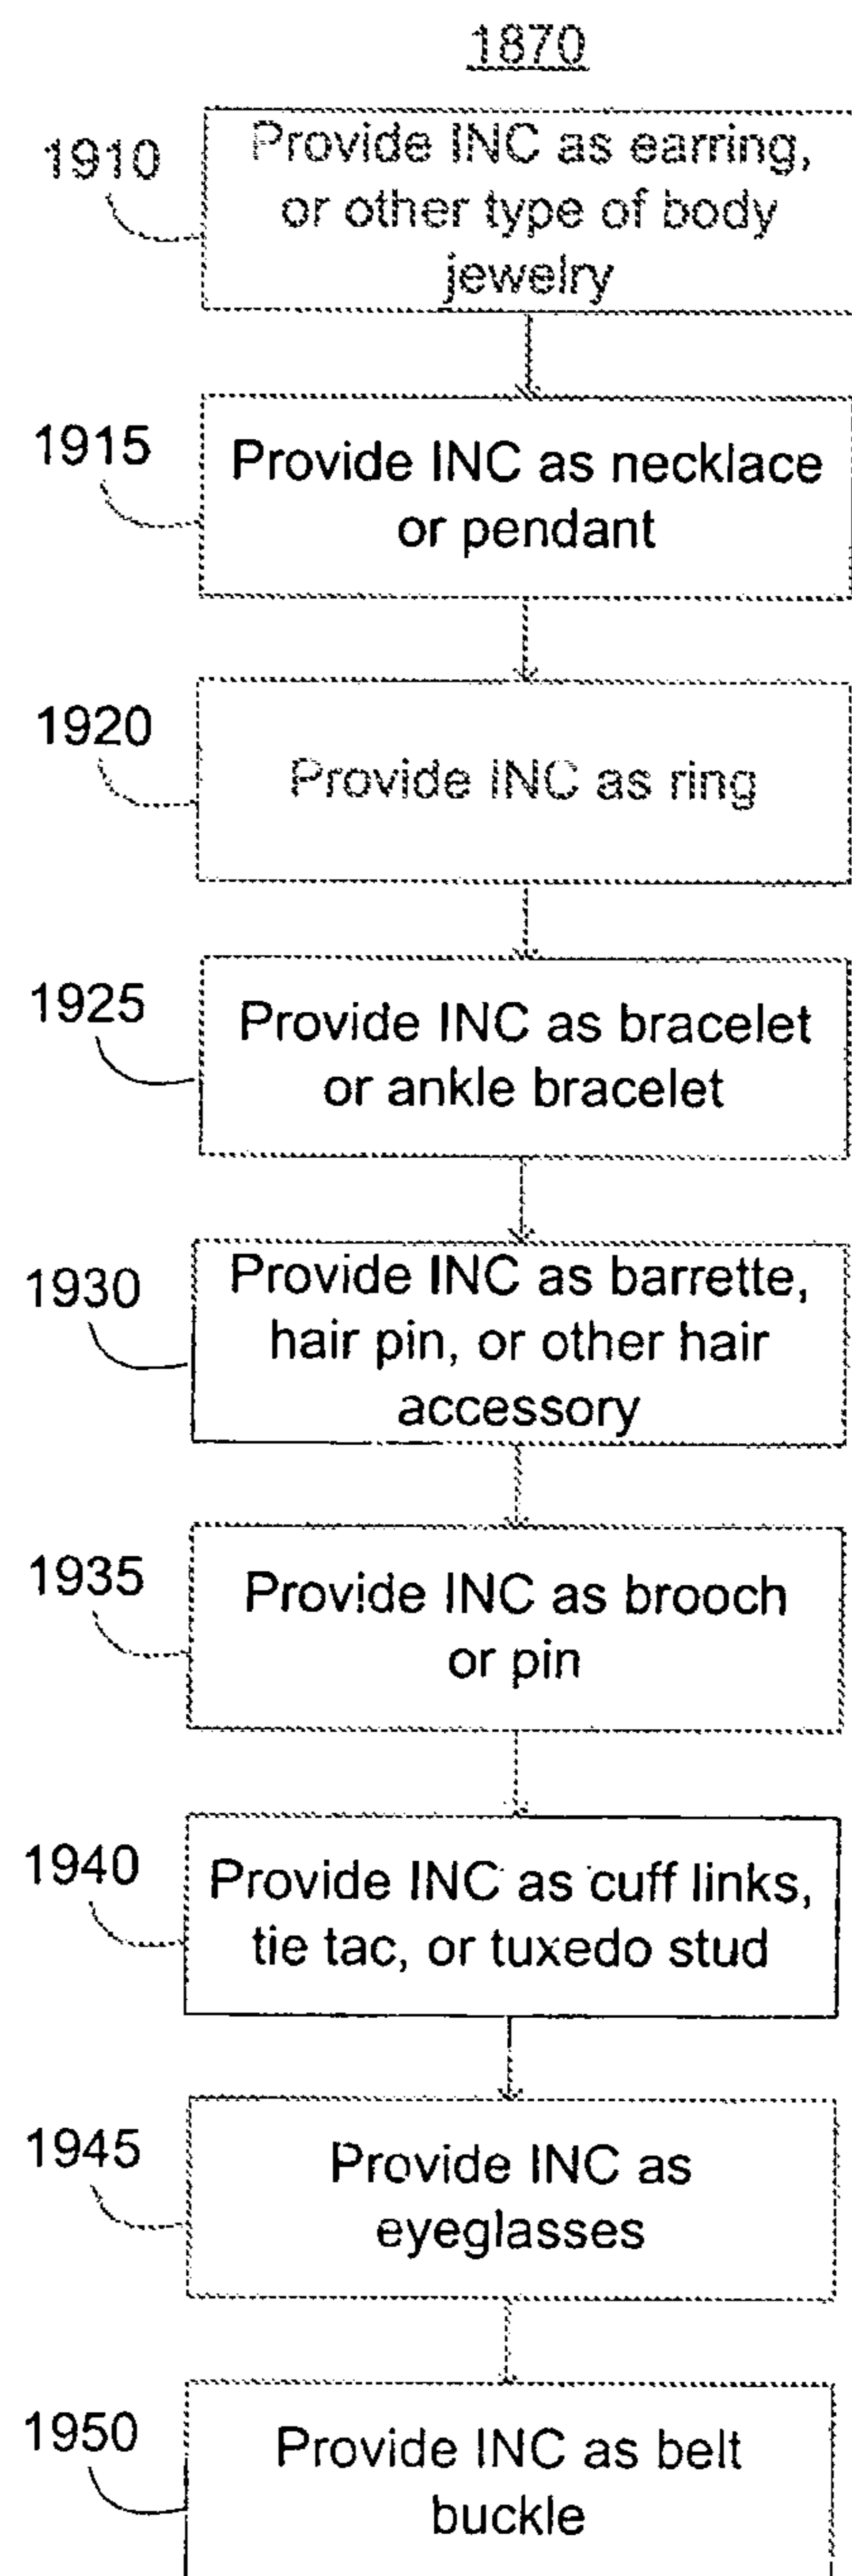 1870
1910
Provide INC as earring,
or other type of body
jewelry
1915
Provide INC as necklace
or pendant
1920
Provide INC as ring
1925
Provide INC as bracelet
or ankle bracelet
1930
Provide INC as barrette,
hair pin, or other hair
accessory
1935
Provide INC as brooch
or pin
1940
Provide INC as cuff links,
tie tac, or tuxedo stud
1945
Provide INC as
eyeglasses
1950
Provide INC as belt
buckle